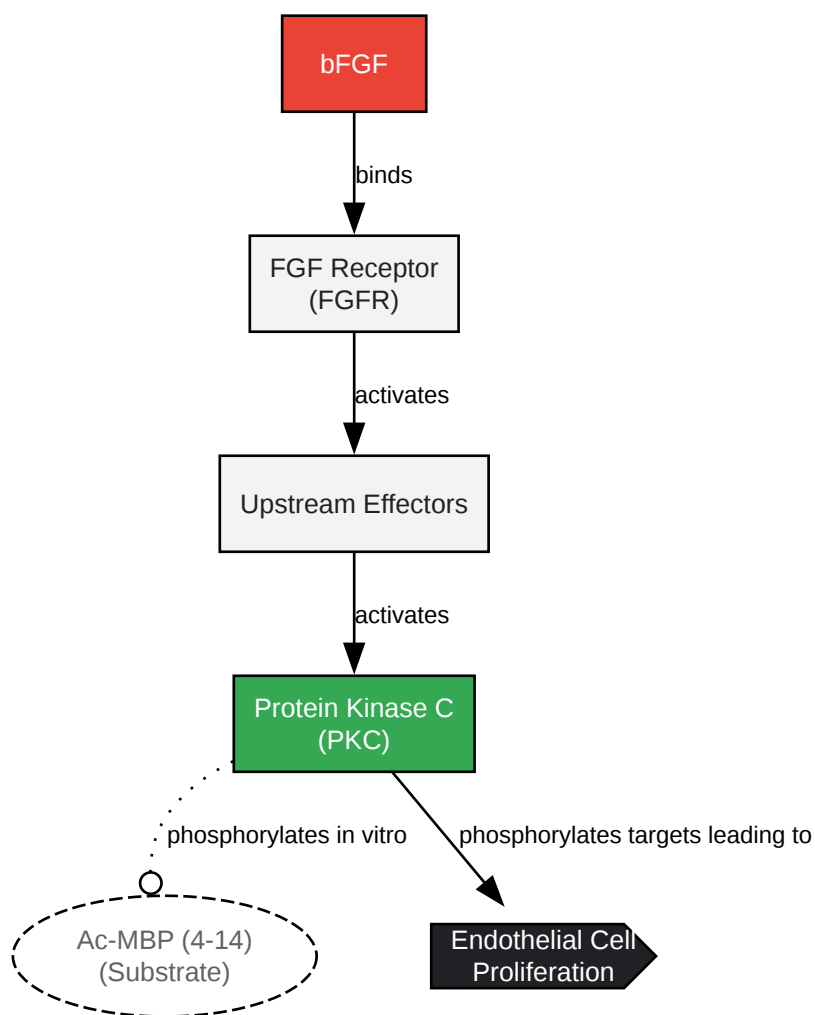 bFGF
binds
FGF Receptor
(FGFR)
activates
Upstream Effectors
activates
Protein Kinase C
(PKC)
phosphorylates in vitro
phosphorylates targets leading to
Ac-MBP (4-14)
(Substrate)
Endothelial Cell
Proliferation